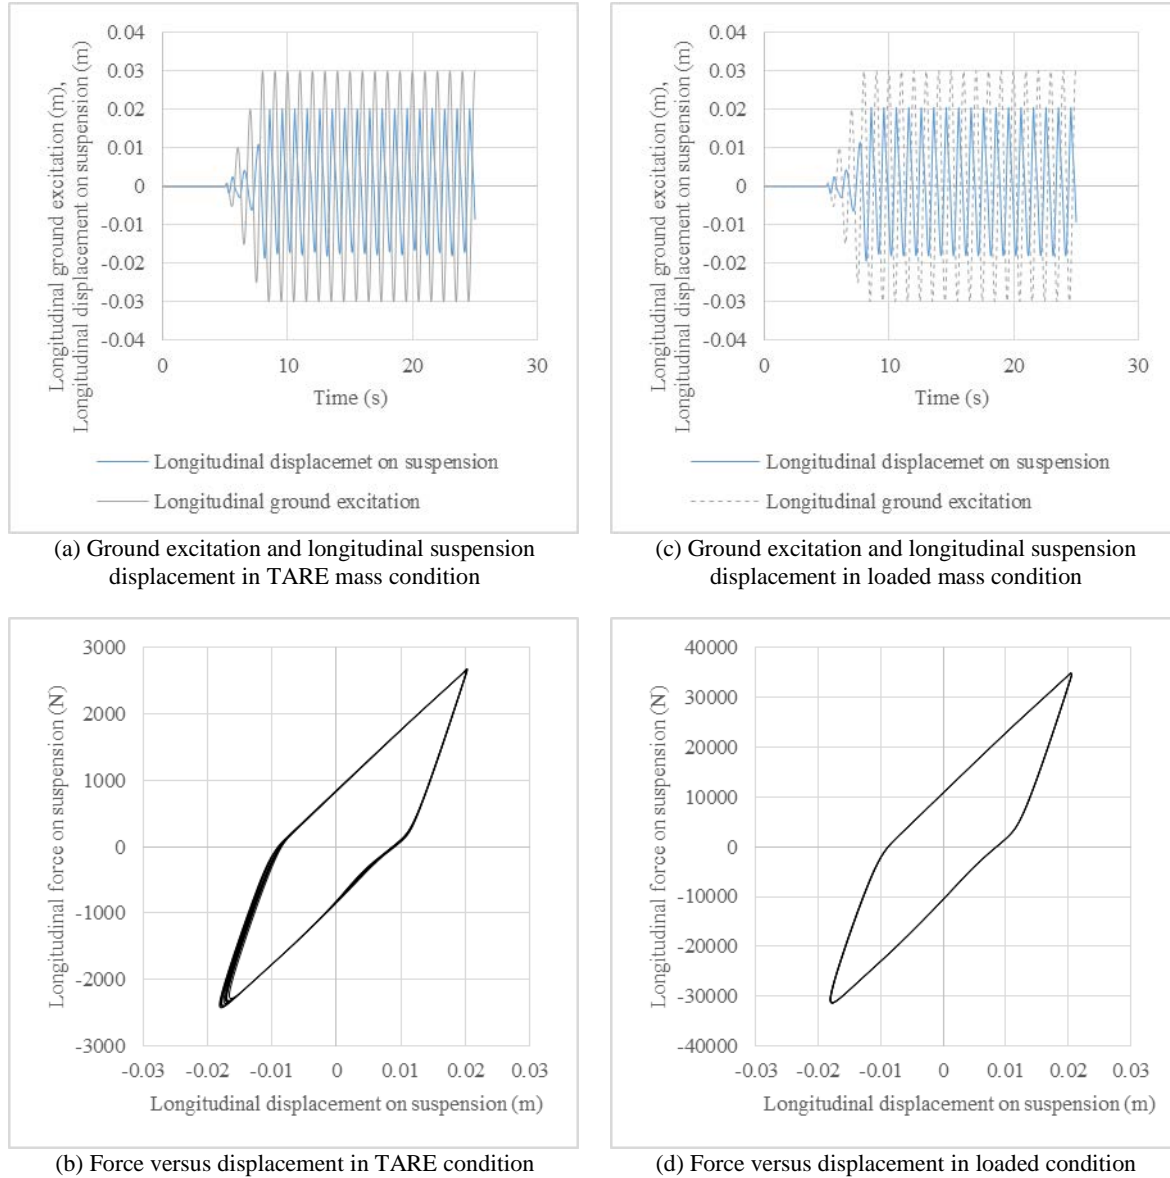 0.04
0.03
0.02
0.01
0
-0.01
-0.02
-0.03
-0.04
Longitudinal ground excitation (m),
Longitudinal displacement on suspension (m)
0 10 20 30
Time (s)
Longitudinal displacemet on suspension
Longitudinal ground excitation
(a) Ground excitation and longitudinal suspension
displacement in TARE mass condition
0.04
0.03
0.02
0.01
0
-0.01
-0.02
-0.03
-0.04
Longitudinal ground excitation (m),
Longitudinal displacement on suspension (m)
0 10 20 30
Time (s)
Longitudinal displacemet on suspension
Longitudinal ground excitation
(c) Ground excitation and longitudinal suspension
displacement in loaded mass condition
3000
2000
1000
0
-1000
-2000
-3000
Longitudinal force on suspension (N)
-0.03 -0.02 -0.01 0 0.01 0.02 0.03
Longitudinal displacement on suspension (m)
(b) Force versus displacement in TARE condition
40000
30000
20000
10000
0
-10000
-20000
-30000
-40000
Longitudinal force on suspension (N)
-0.03 -0.02 -0.01 0 0.01 0.02 0.03
Longitudinal displacement on suspension (m)
(d) Force versus displacement in loaded condition